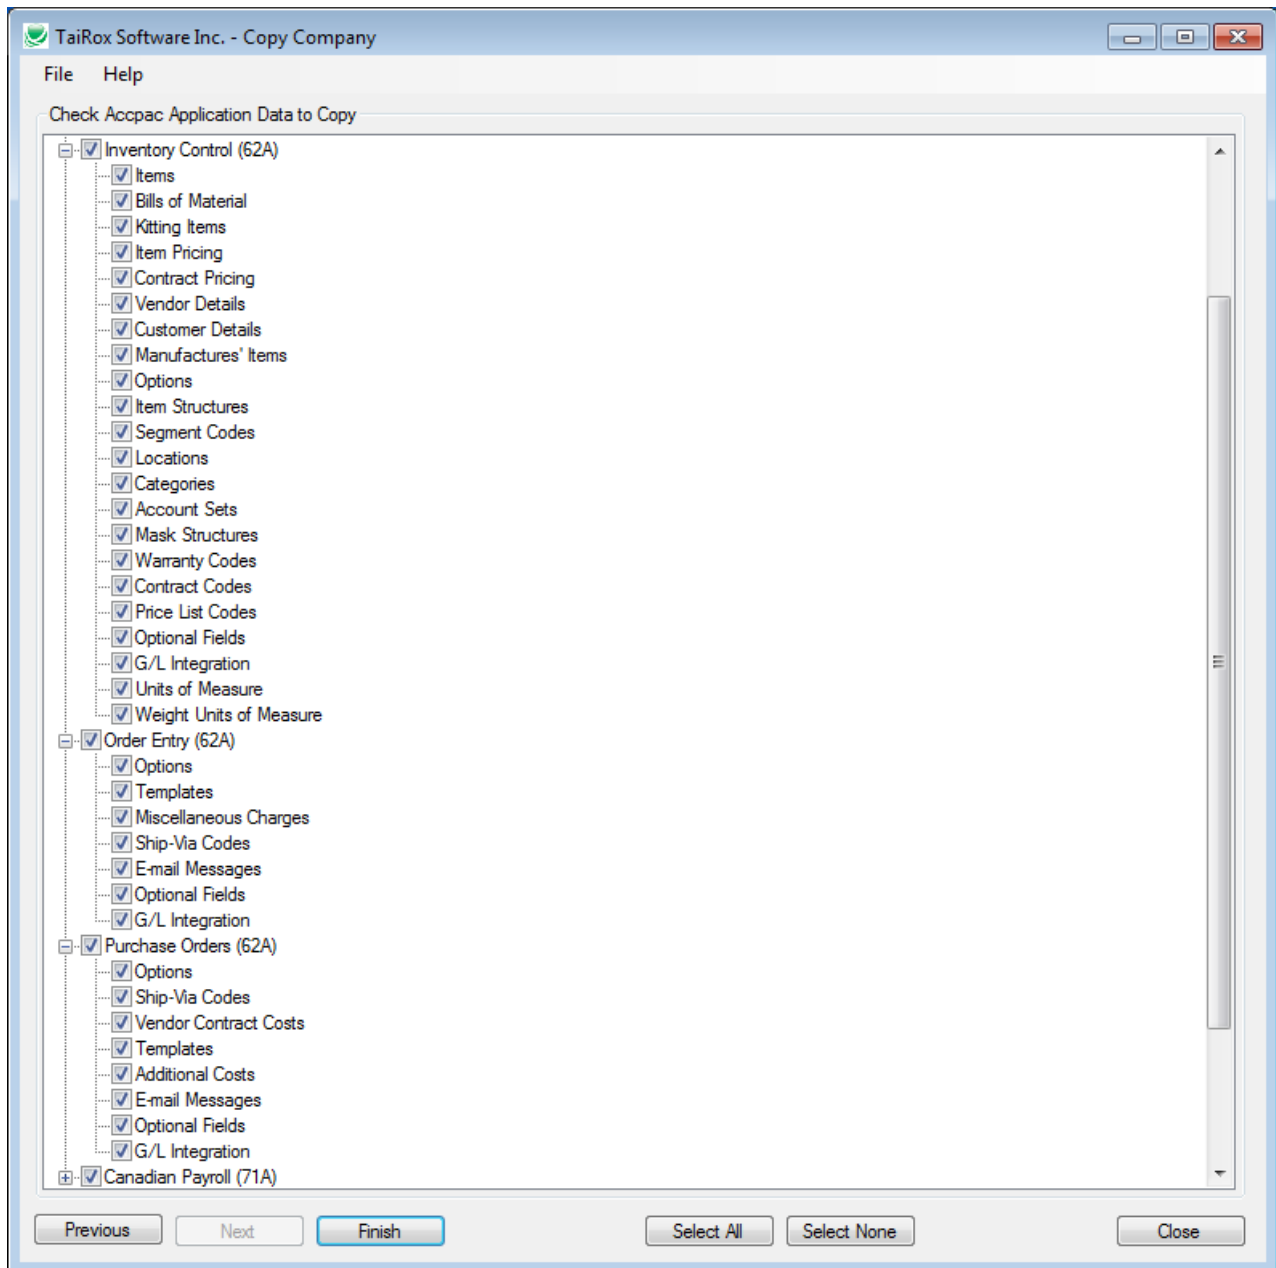 TaiRox Software Inc. - Copy Company
File Help
Check Accpac Application Data to Copy
Inventory Control (62A)
Items
Bills of Material
Kitting Items
Item Pricing
Contract Pricing
Vendor Details
Customer Details
Manufactures' Items
Options
Item Structures
Segment Codes
Locations
Categories
Account Sets
Mask Structures
Warranty Codes
Contract Codes
Price List Codes
Optional Fields
G/L Integration
Units of Measure
Weight Units of Measure
Order Entry (62A)
Options
Templates
Miscellaneous Charges
Ship-Via Codes
E-mail Messages
Optional Fields
G/L Integration
Purchase Orders (62A)
Options
Ship-Via Codes
Vendor Contract Costs
Templates
Additional Costs
E-mail Messages
Optional Fields
G/L Integration
Canadian Payroll (71A)
Previous Next Finish Select All Select None Close